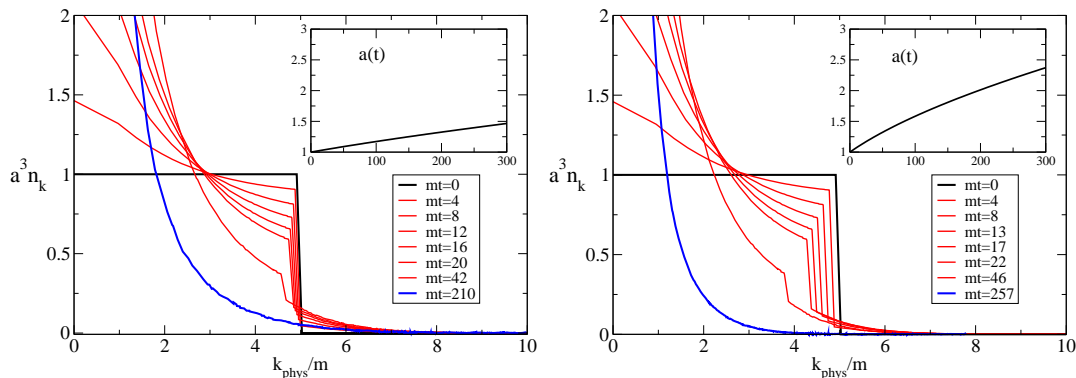 2
1.5
1
0.5
0
a³nₖ
0 2 4 6 8 10
k_phys/m
3
2.5
2
1.5
1
0 100 200 300
a(t)
mt=0
mt=4
mt=8
mt=12
mt=16
mt=20
mt=42
mt=210
2
1.5
1
0.5
0
a³nₖ
0 2 4 6 8 10
k_phys/m
3
2.5
2
1.5
1
0 100 200 300
a(t)
mt=0
mt=4
mt=8
mt=13
mt=17
mt=22
mt=46
mt=257